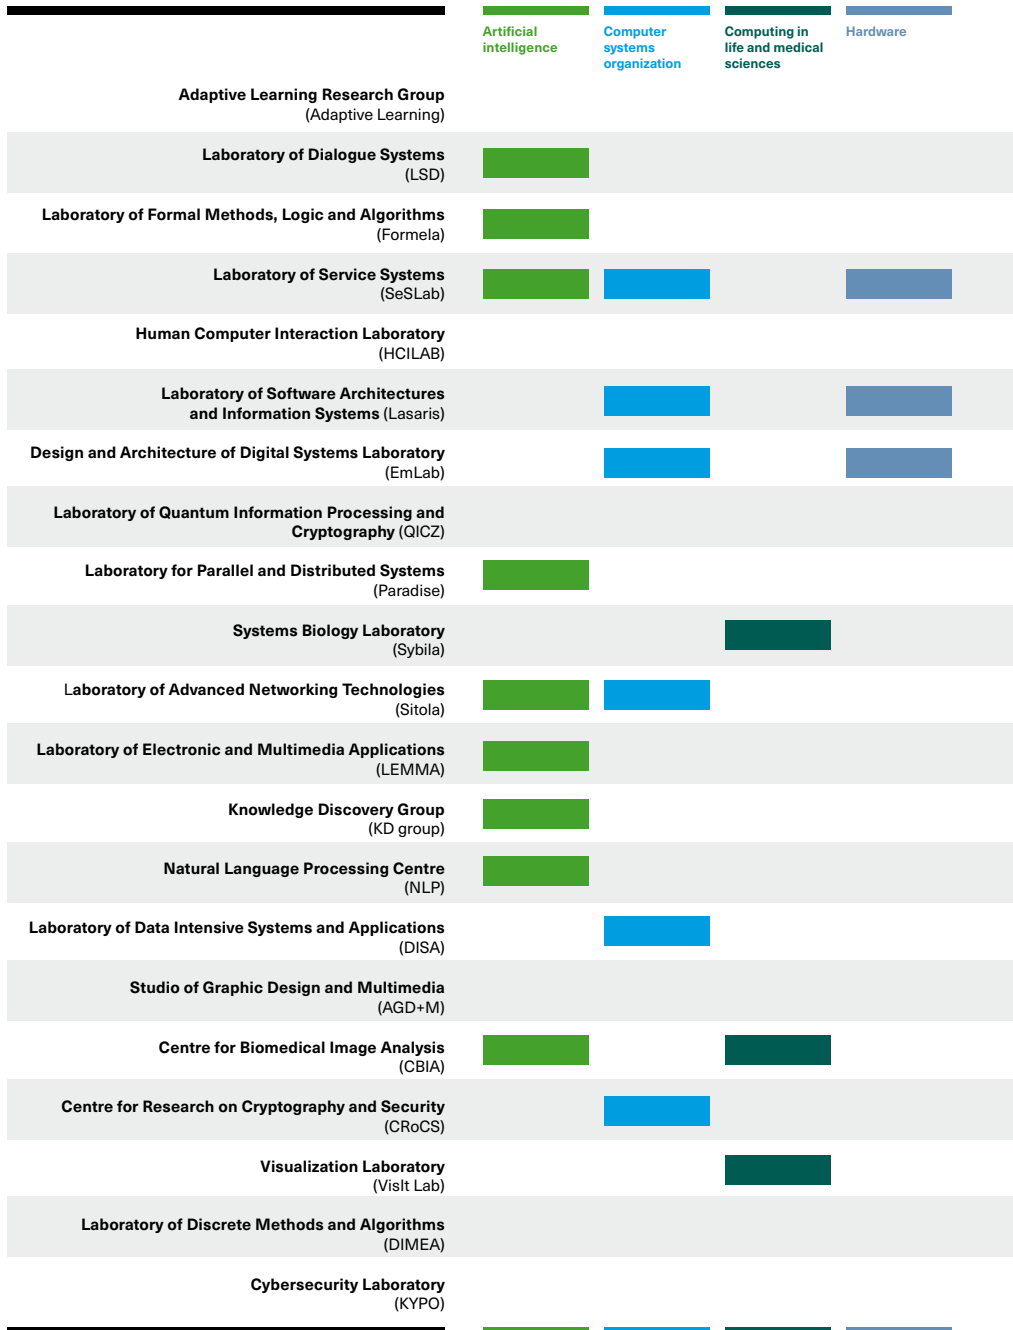 Artificial
intelligence
Computer
systems
organization
Computing in
life and medical
sciences
Hardware
Adaptive Learning Research Group
(Adaptive Learning)
Laboratory of Dialogue Systems
(LSD)
Laboratory of Formal Methods, Logic and Algorithms
(Formela)
Laboratory of Service Systems
(SeSLab)
Human Computer Interaction Laboratory
(HCILAB)
Laboratory of Software Architectures
and Information Systems (Lasaris)
Design and Architecture of Digital Systems Laboratory
(EmLab)
Laboratory of Quantum Information Processing and
Cryptography (QICZ)
Laboratory for Parallel and Distributed Systems
(Paradise)
Systems Biology Laboratory
(Sybila)
Laboratory of Advanced Networking Technologies
(Sitola)
Laboratory of Electronic and Multimedia Applications
(LEMMA)
Knowledge Discovery Group
(KD group)
Natural Language Processing Centre
(NLP)
Laboratory of Data Intensive Systems and Applications
(DISA)
Studio of Graphic Design and Multimedia
(AGD+M)
Centre for Biomedical Image Analysis
(CBIA)
Centre for Research on Cryptography and Security
(CRoCS)
Visualization Laboratory
(VisIt Lab)
Laboratory of Discrete Methods and Algorithms
(DIMEA)
Cybersecurity Laboratory
(KYPO)